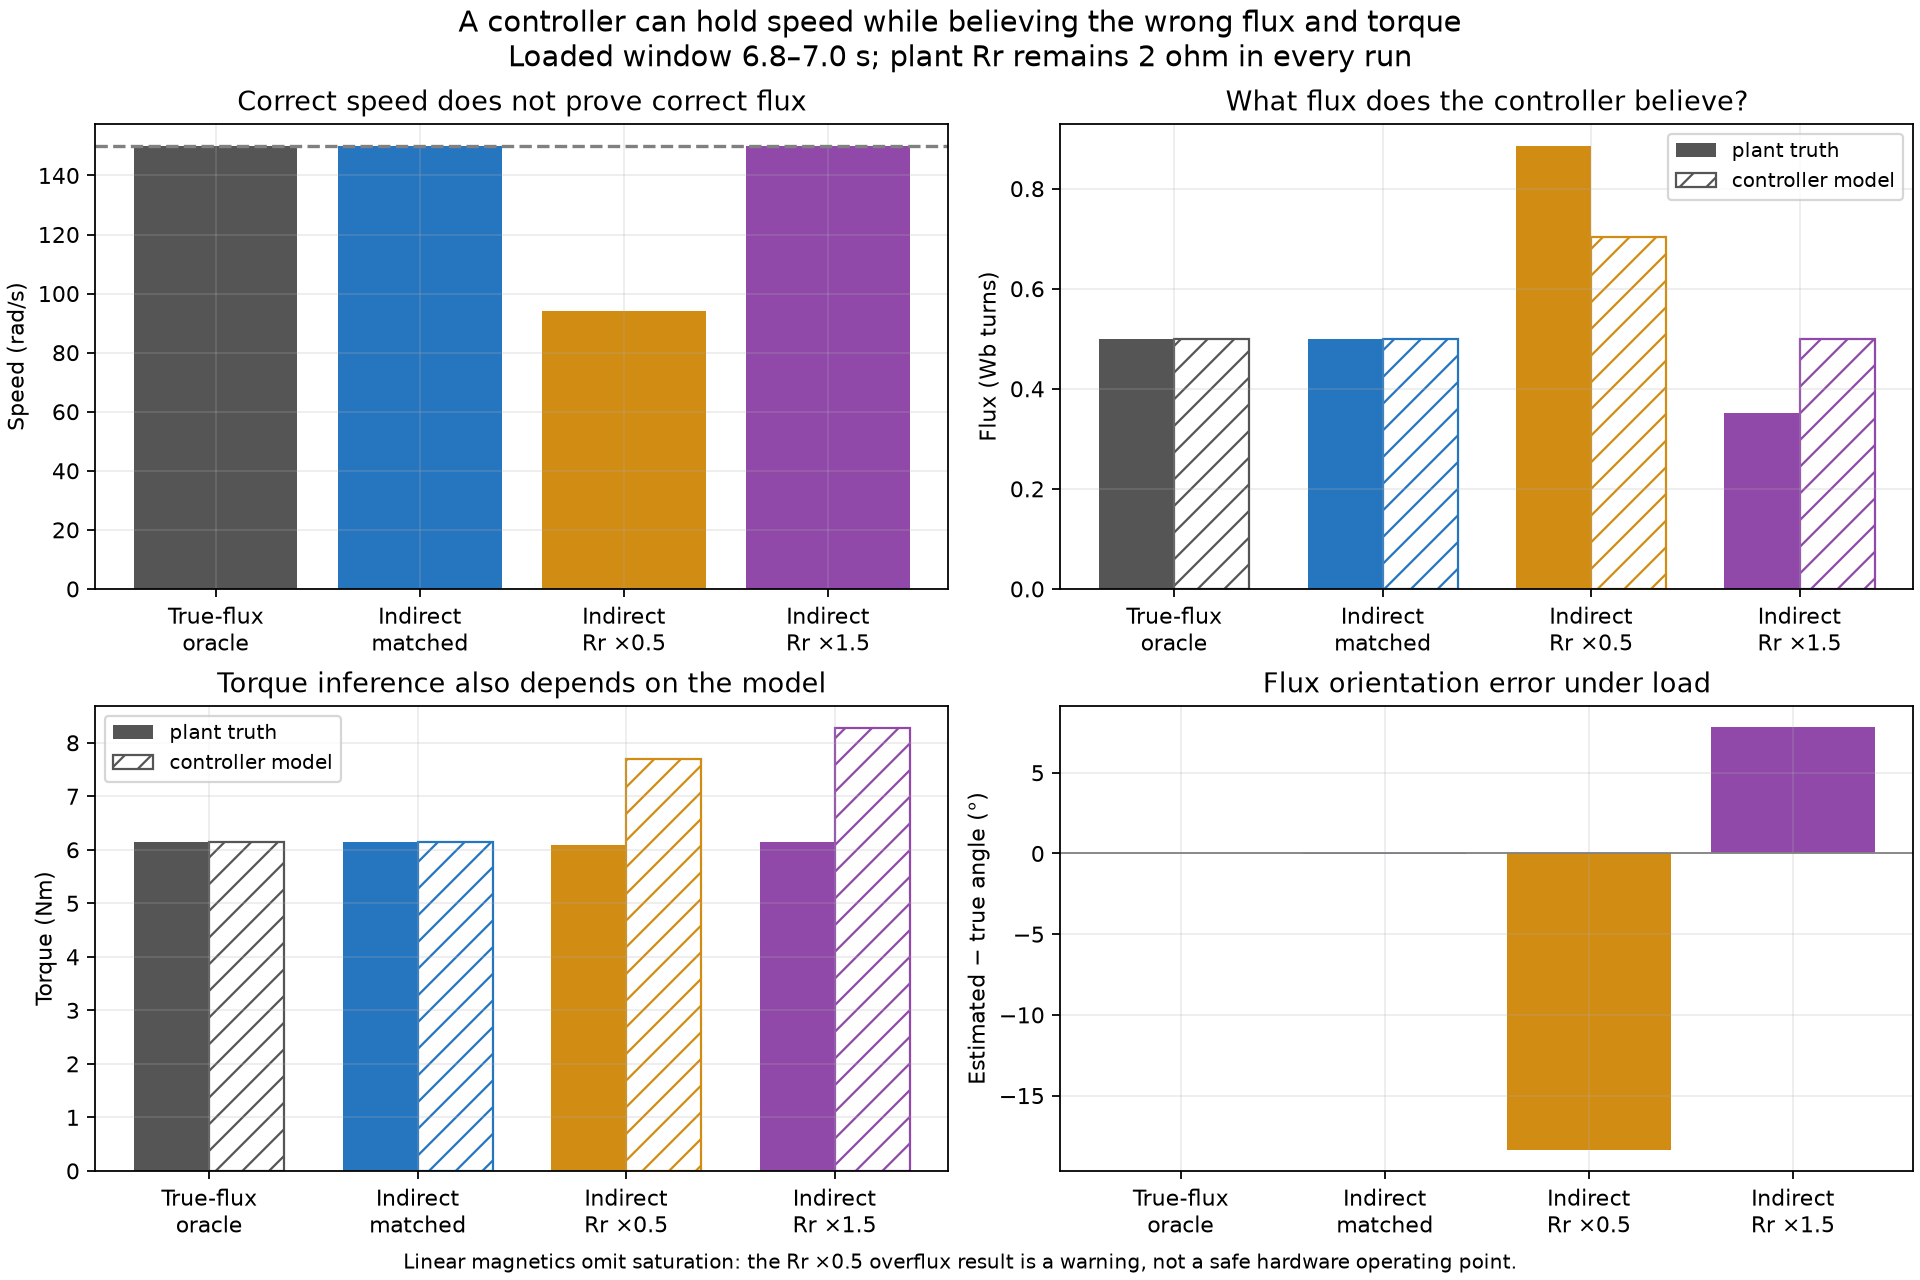 A controller can hold speed while believing the wrong flux and torque
Loaded window 6.8–7.0 s; plant Rr remains 2 ohm in every run
Correct speed does not prove correct flux
Speed (rad/s)
140
120
100
80
60
40
20
0
True-flux
oracle
Indirect
matched
Indirect
Rr ×0.5
Indirect
Rr ×1.5
What flux does the controller believe?
plant truth
controller model
Flux (Wb turns)
0.8
0.6
0.4
0.2
0.0
True-flux
oracle
Indirect
matched
Indirect
Rr ×0.5
Indirect
Rr ×1.5
Torque inference also depends on the model
plant truth
controller model
Torque (Nm)
8
7
6
5
4
3
2
1
0
True-flux
oracle
Indirect
matched
Indirect
Rr ×0.5
Indirect
Rr ×1.5
Flux orientation error under load
Estimated − true angle (°)
5
0
−5
−10
−15
True-flux
oracle
Indirect
matched
Indirect
Rr ×0.5
Indirect
Rr ×1.5
Linear magnetics omit saturation: the Rr ×0.5 overflux result is a warning, not a safe hardware operating point.